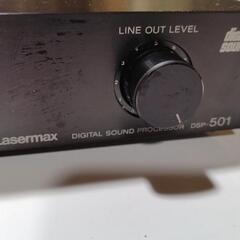 LINE OUT LEVEL
Lasermax DIGITAL SOUND PROCESSOR DSP-501